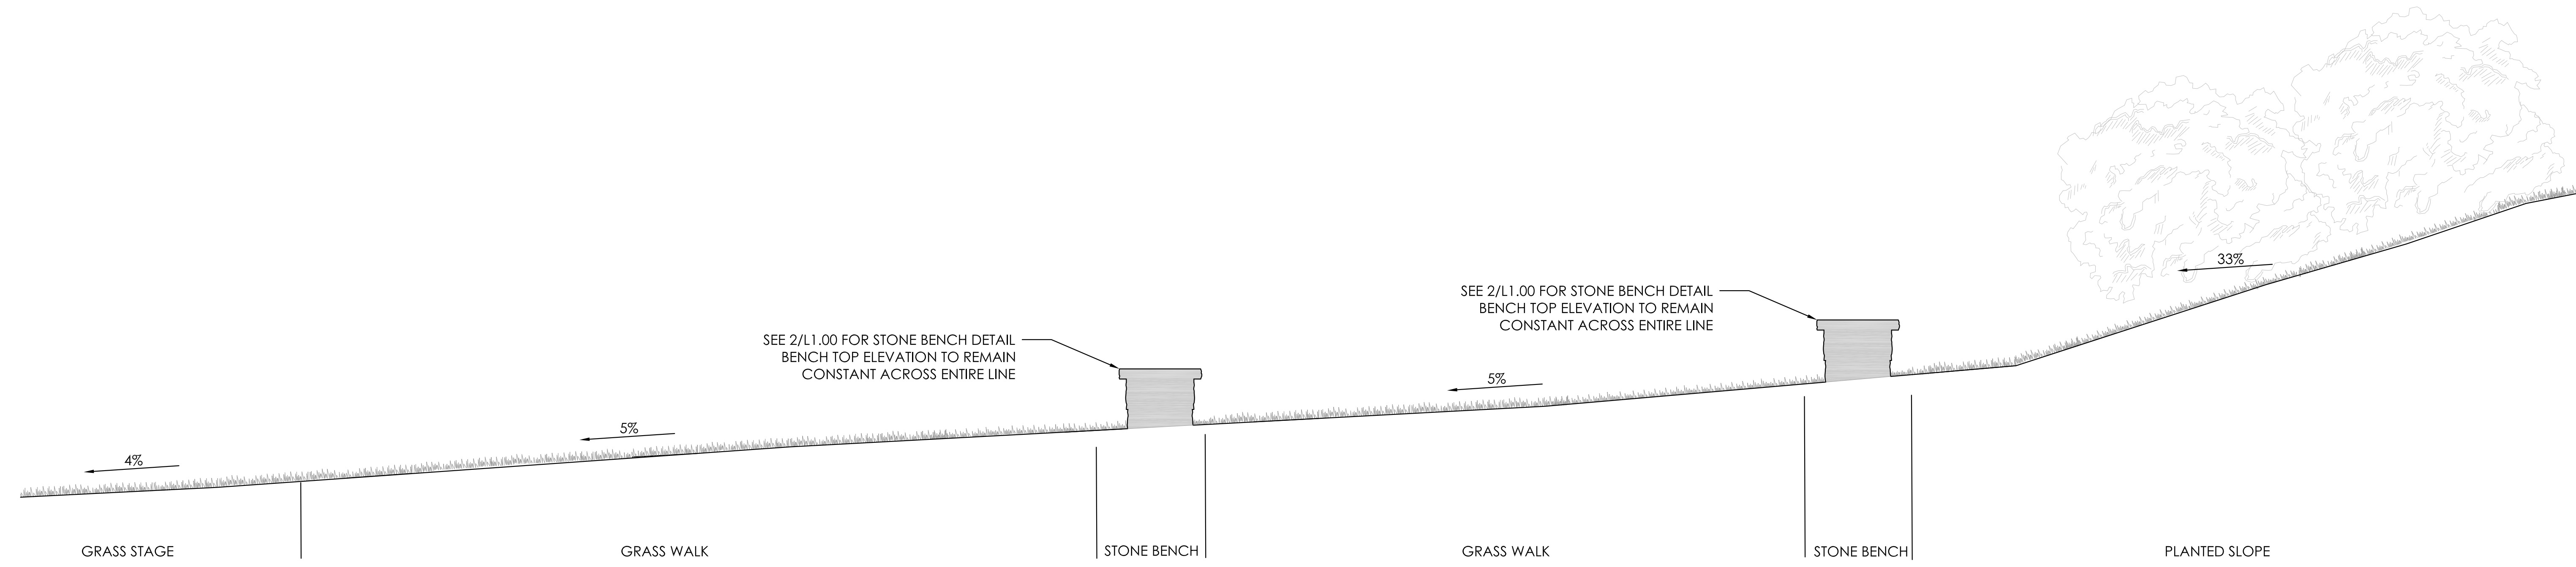 33%
SEE 2/L1.00 FOR STONE BENCH DETAIL
BENCH TOP ELEVATION TO REMAIN
CONSTANT ACROSS ENTIRE LINE
SEE 2/L1.00 FOR STONE BENCH DETAIL
BENCH TOP ELEVATION TO REMAIN
CONSTANT ACROSS ENTIRE LINE
5%
5%
4%
GRASS STAGE
GRASS WALK
STONE BENCH
GRASS WALK
STONE BENCH
PLANTED SLOPE